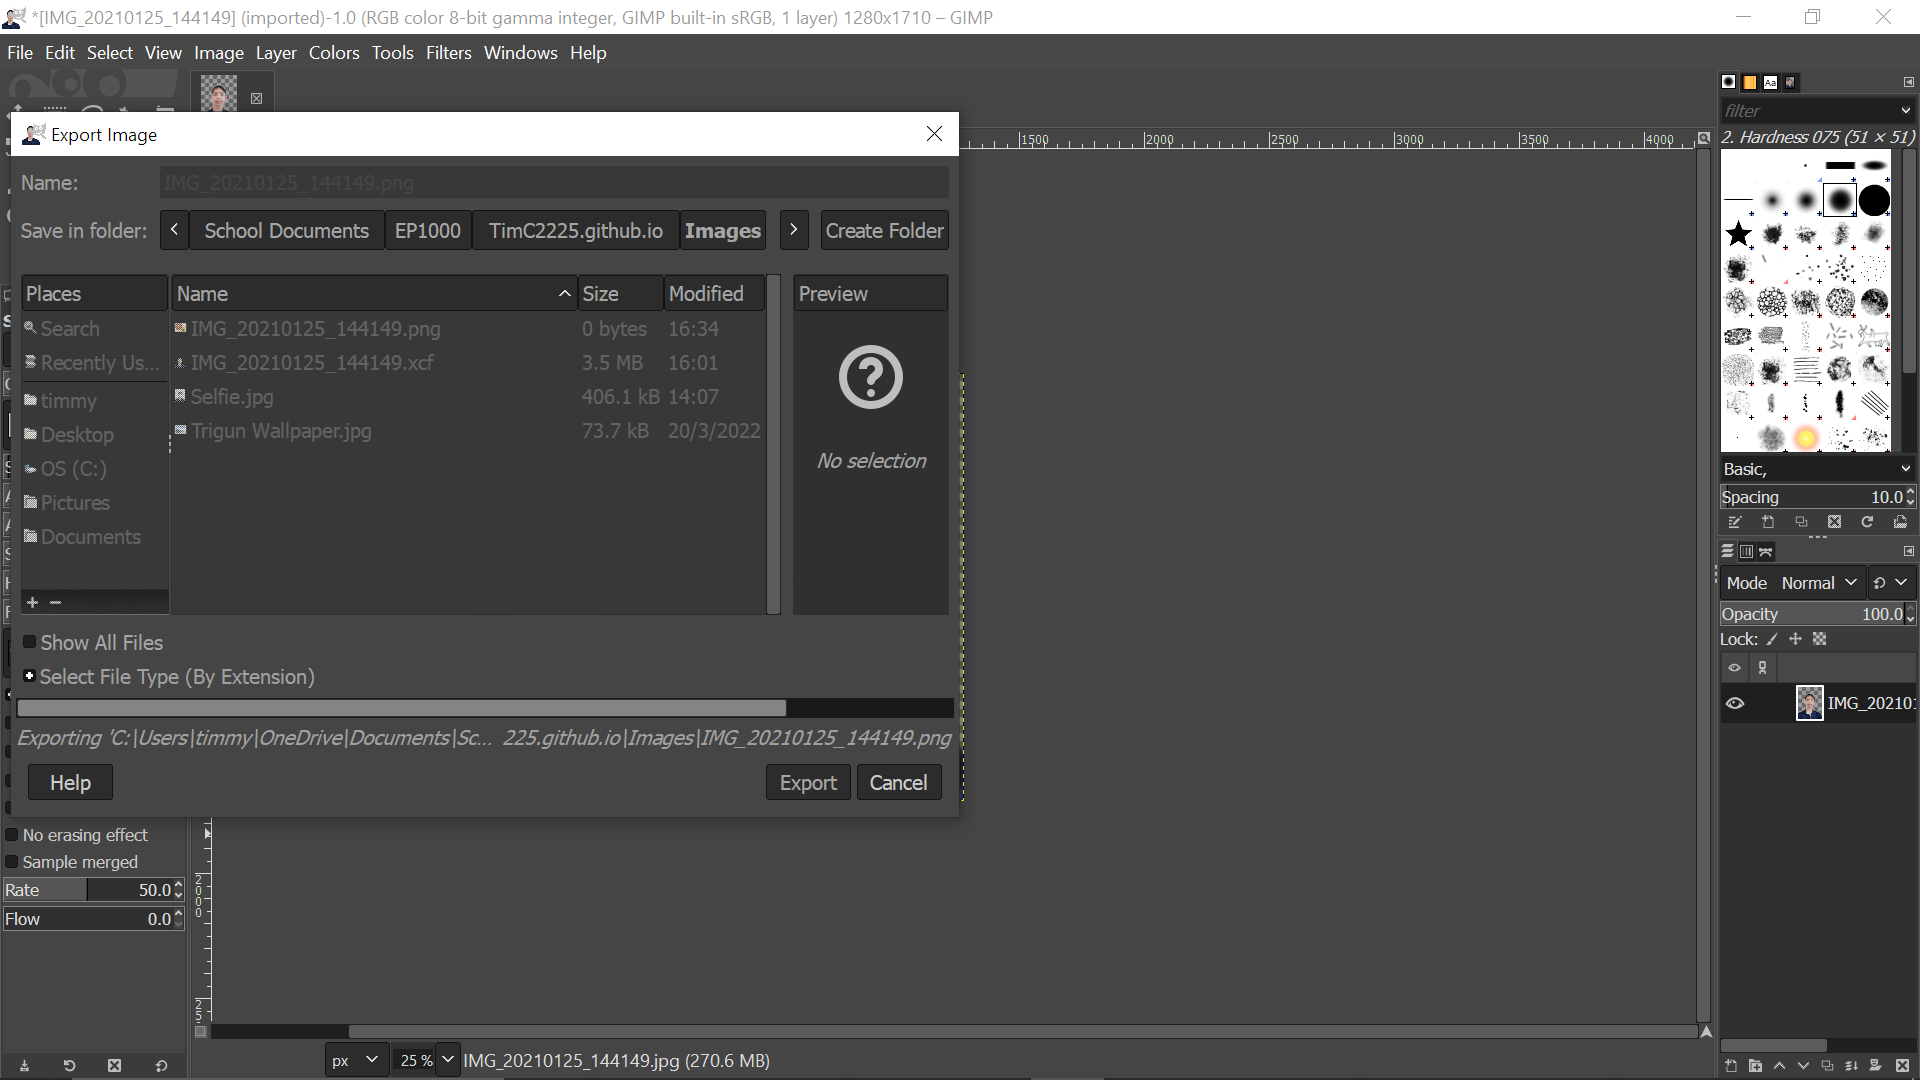 *[IMG_20210125_144149] (imported)-1.0 (RGB color 8-bit gamma integer, GIMP built-in sRGB, 1 layer) 1280x1710 – GIMP
File Edit Select View Image Layer Colors Tools Filters Windows Help
Export Image
Name: IMG_20210125_144149.png
Save in folder: School Documents EP1000 TimC2225.github.io Images Create Folder
Places Name Size Modified Preview
Search IMG_20210125_144149.png 0 bytes 16:34
Recently Us... IMG_20210125_144149.xcf 3.5 MB 16:01
timmy Selfie.jpg 406.1 kB 14:07
Desktop Trigun Wallpaper.jpg 73.7 kB 20/3/2022
No selection
OS (C:)
Pictures
Documents
Show All Files
Select File Type (By Extension)
Exporting 'C:\Users\timmy\OneDrive\Documents\Sc... 225.github.io\Images\IMG_20210125_144149.png
Help Export Cancel
No erasing effect
Sample merged
Rate 50.0
Flow 0.0
1500 2000 2500 3000 3500 4000
2000
25
px 25 % IMG_20210125_144149.jpg (270.6 MB)
Aa
filter
2. Hardness 075 (51 × 51)
Basic,
Spacing 10.0
Mode Normal
Opacity 100.0
Lock:
IMG_20210